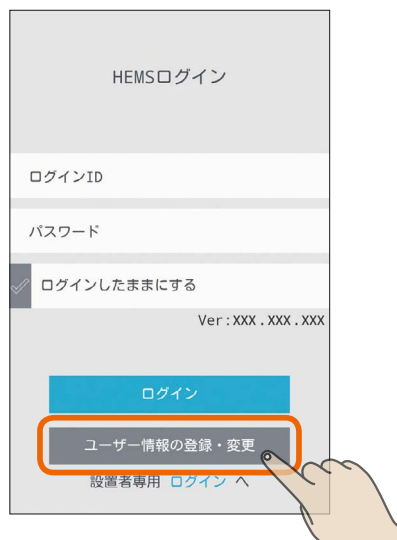 HEMSログイン
ログインID
パスワード
ログインしたままにする
Ver:XXX.XXX.XXX
ログイン
ユーザー情報の登録・変更
設置者専用 ログイン へ